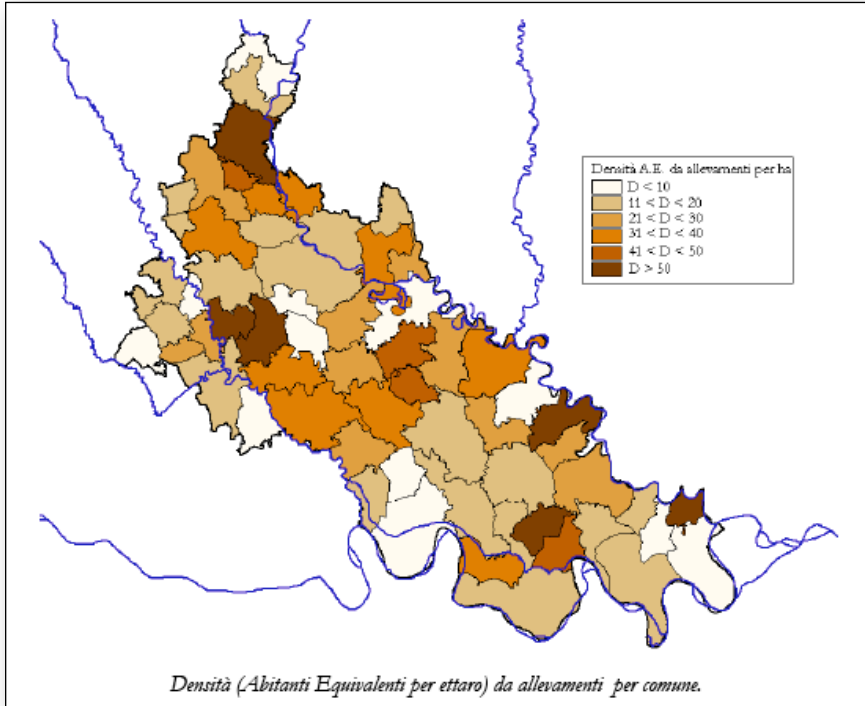 Densità A.E. da allevamenti per ha
D < 10
11 < D < 20
21 < D < 30
31 < D < 40
41 < D < 50
D > 50
Densità (Abitanti Equivalenti per ettaro) da allevamenti per comune.